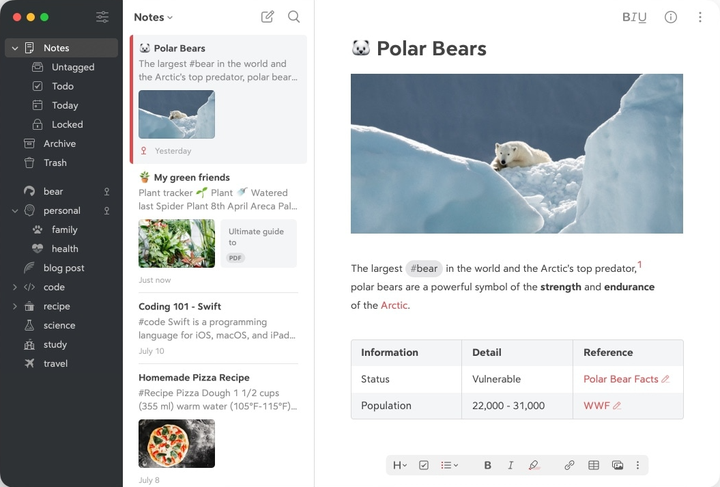 Notes
Untagged
Todo
Today
Locked
Archive
Trash
bear
personal
family
health
blog post
code
recipe
science
study
travel
Notes
Polar Bears
The largest #bear in the world and
the Arctic's top predator, polar bear...
Yesterday
My green friends
Plant tracker Plant Watered
last Spider Plant 8th April Areca Pal...
Ultimate guide
to
PDF
Just now
Coding 101 - Swift
#code Swift is a programming
language for iOS, macOS, and iPad...
July 10
Homemade Pizza Recipe
#Recipe Pizza Dough 1 1/2 cups
(355 ml) warm water (105°F-115°F)...
July 8
BIU
Polar Bears
The largest #bear in the world and the Arctic's top predator,1
polar bears are a powerful symbol of the strength and endurance
of the Arctic.
Information Detail Reference
Status Vulnerable Polar Bear Facts
Population 22,000 - 31,000 WWF
H B I